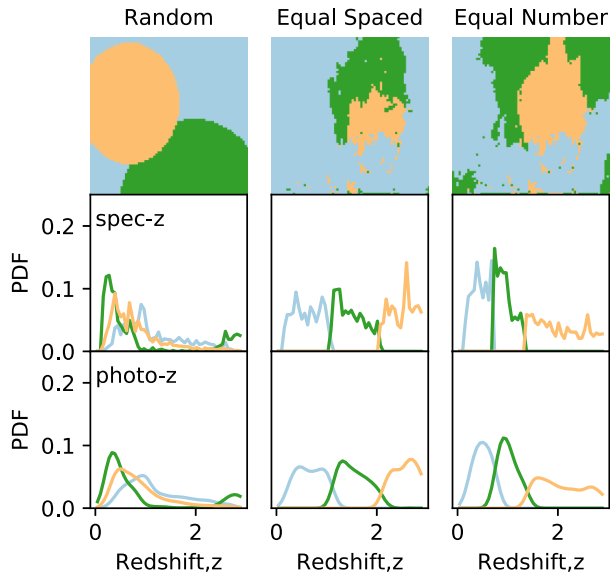 Random Equal Spaced Equal Number
spec-z
0.2
PDF
0.1
0.0
photo-z
0.2
PDF
0.1
0.0
0 2 0 2 0 2
Redshift,z Redshift,z Redshift,z